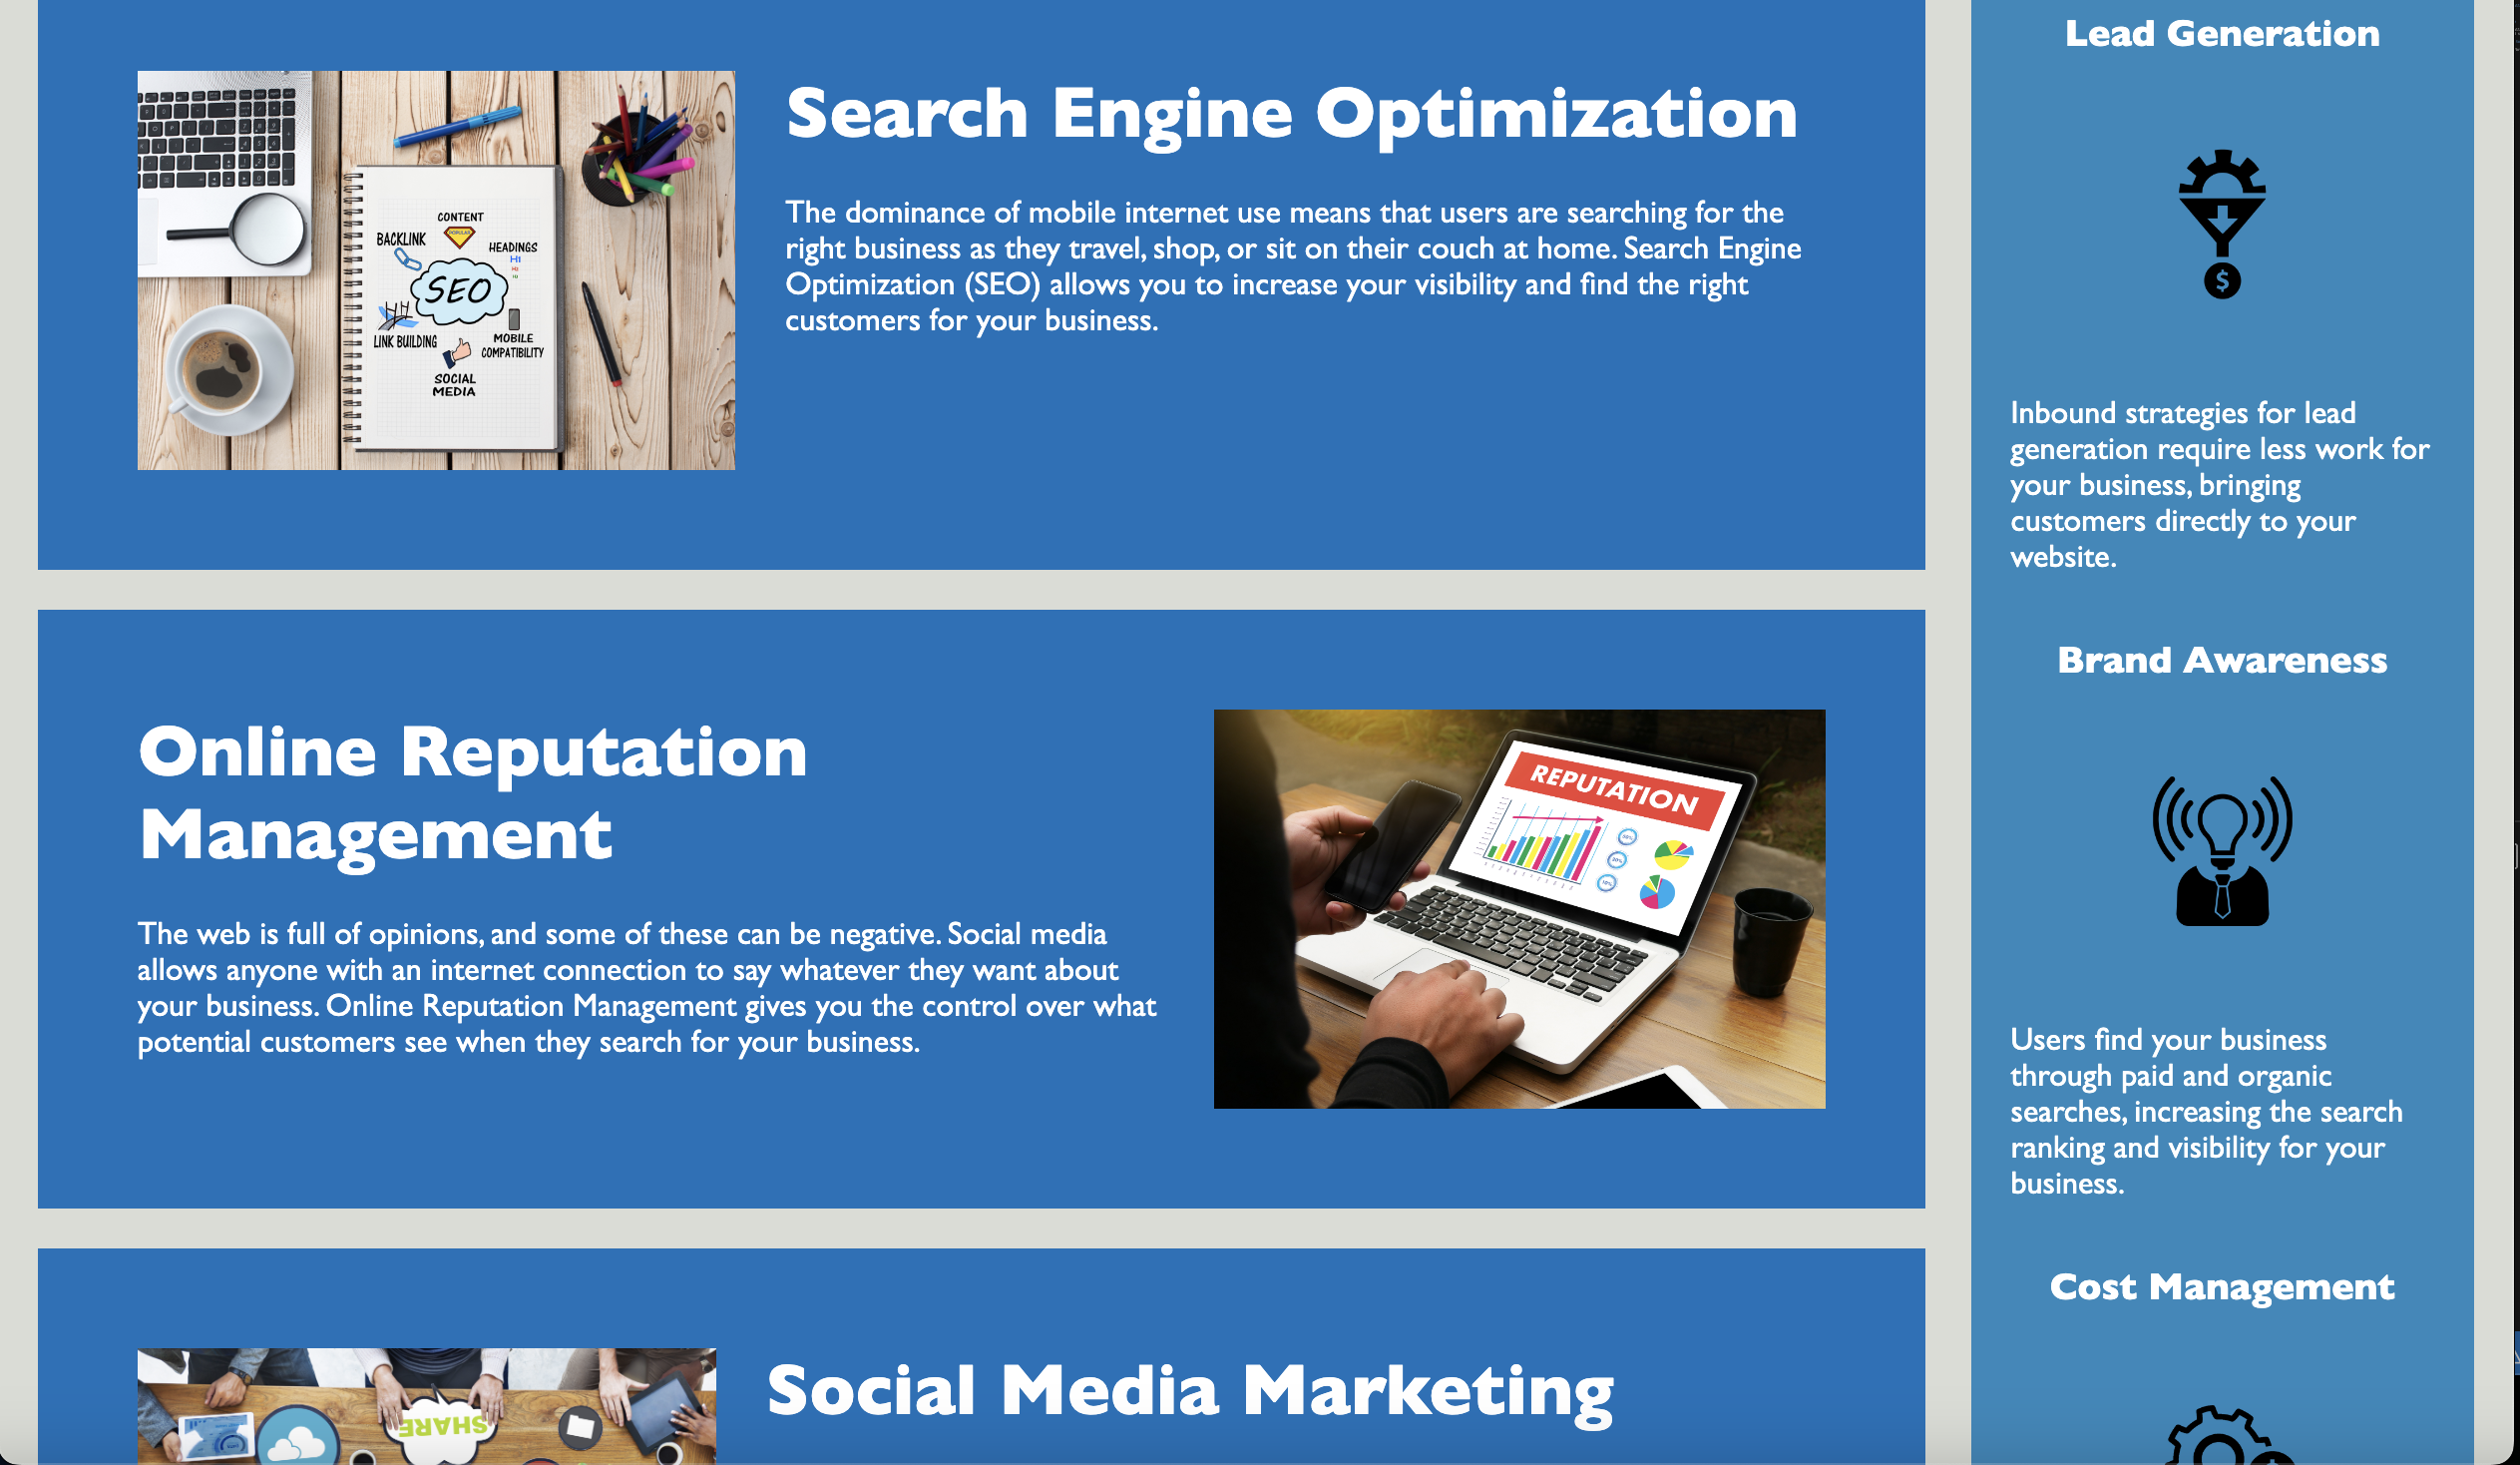 Search Engine Optimization
The dominance of mobile internet use means that users are searching for the
right business as they travel, shop, or sit on their couch at home. Search Engine
Optimization (SEO) allows you to increase your visibility and find the right
customers for your business.
CONTENT
BACKLINK
HEADINGS
H1
SEO
LINK BUILDING
MOBILE
COMPATIBILITY
SOCIAL
MEDIA
Online Reputation
Management
The web is full of opinions, and some of these can be negative. Social media
allows anyone with an internet connection to say whatever they want about
your business. Online Reputation Management gives you the control over what
potential customers see when they search for your business.
REPUTATION
Social Media Marketing
SHARE
Lead Generation
$
Inbound strategies for lead
generation require less work for
your business, bringing
customers directly to your
website.
Brand Awareness
Users find your business
through paid and organic
searches, increasing the search
ranking and visibility for your
business.
Cost Management